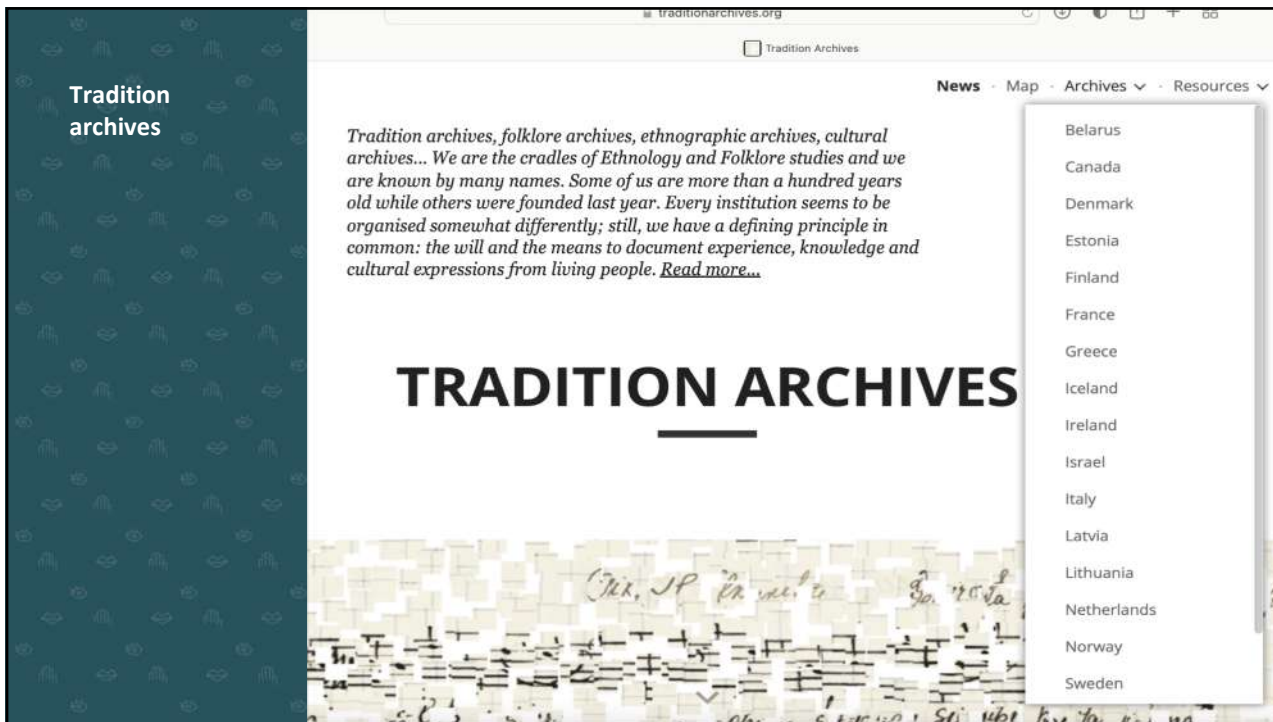 Tradition
archives
traditionarchives.org
Tradition Archives
News · Map · Archives · Resources
Tradition archives, folklore archives, ethnographic archives, cultural
archives... We are the cradles of Ethnology and Folklore studies and we
are known by many names. Some of us are more than a hundred years
old while others were founded last year. Every institution seems to be
organised somewhat differently; still, we have a defining principle in
common: the will and the means to document experience, knowledge and
cultural expressions from living people. Read more...
TRADITION ARCHIVES
Belarus
Canada
Denmark
Estonia
Finland
France
Greece
Iceland
Ireland
Israel
Italy
Latvia
Lithuania
Netherlands
Norway
Sweden